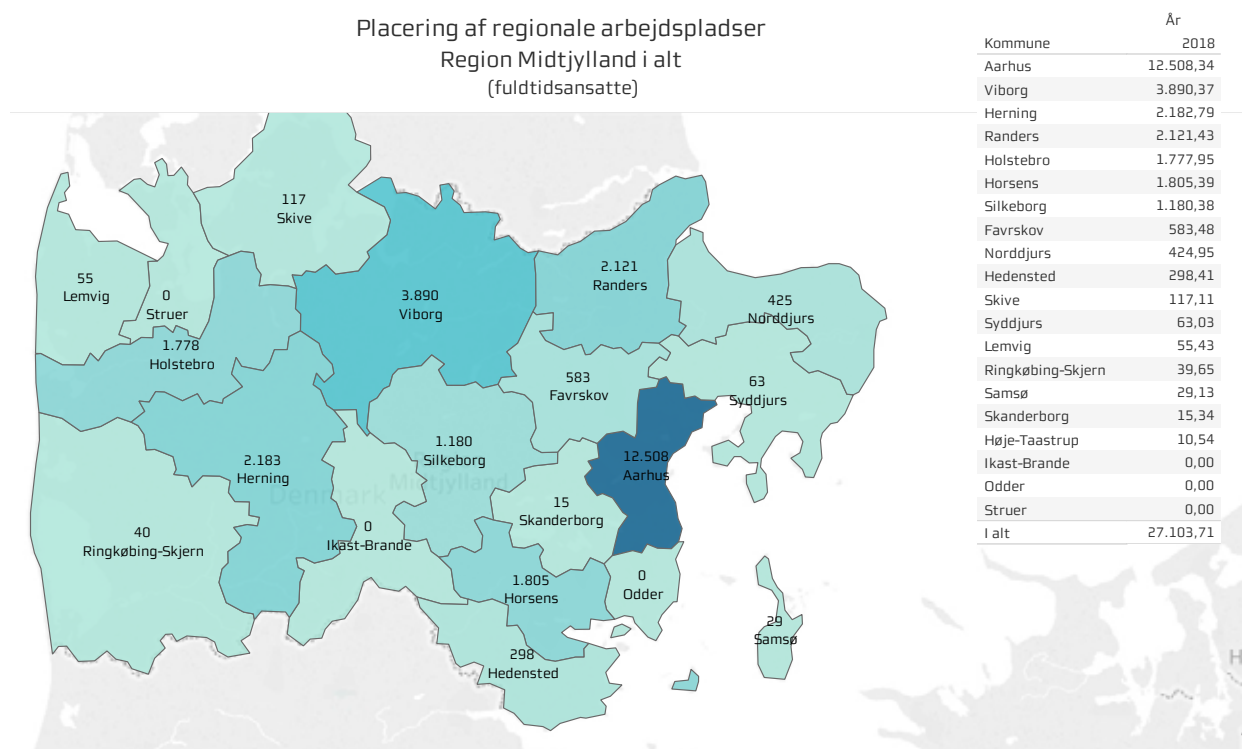 Placering af regionale arbejdspladser
Region Midtjylland i alt
(fuldtidsansatte)
År
Kommune 2018
Aarhus 12.508,34
Viborg 3.890,37
Herning 2.182,79
Randers 2.121,43
Holstebro 1.777,95
Horsens 1.805,39
Silkeborg 1.180,38
Favrskov 583,48
Norddjurs 424,95
Hedensted 298,41
Skive 117,11
Syddjurs 63,03
Lemvig 55,43
Ringkøbing-Skjern 39,65
Samsø 29,13
Skanderborg 15,34
Høje-Taastrup 10,54
Ikast-Brande 0,00
Odder 0,00
Struer 0,00
I alt 27.103,71
117
Skive
55
Lemvig
0
Struer
3.890
Viborg
2.121
Randers
425
Norddjurs
1.778
Holstebro
583
Favrskov
63
Syddjurs
2.183
Herning
1.180
Silkeborg
12.508
Aarhus
Denmark
Midtjylland
15
Skanderborg
40
Ringkøbing-Skjern
0
Ikast-Brande
1.805
Horsens
0
Odder
29
Samsø
298
Hedensted